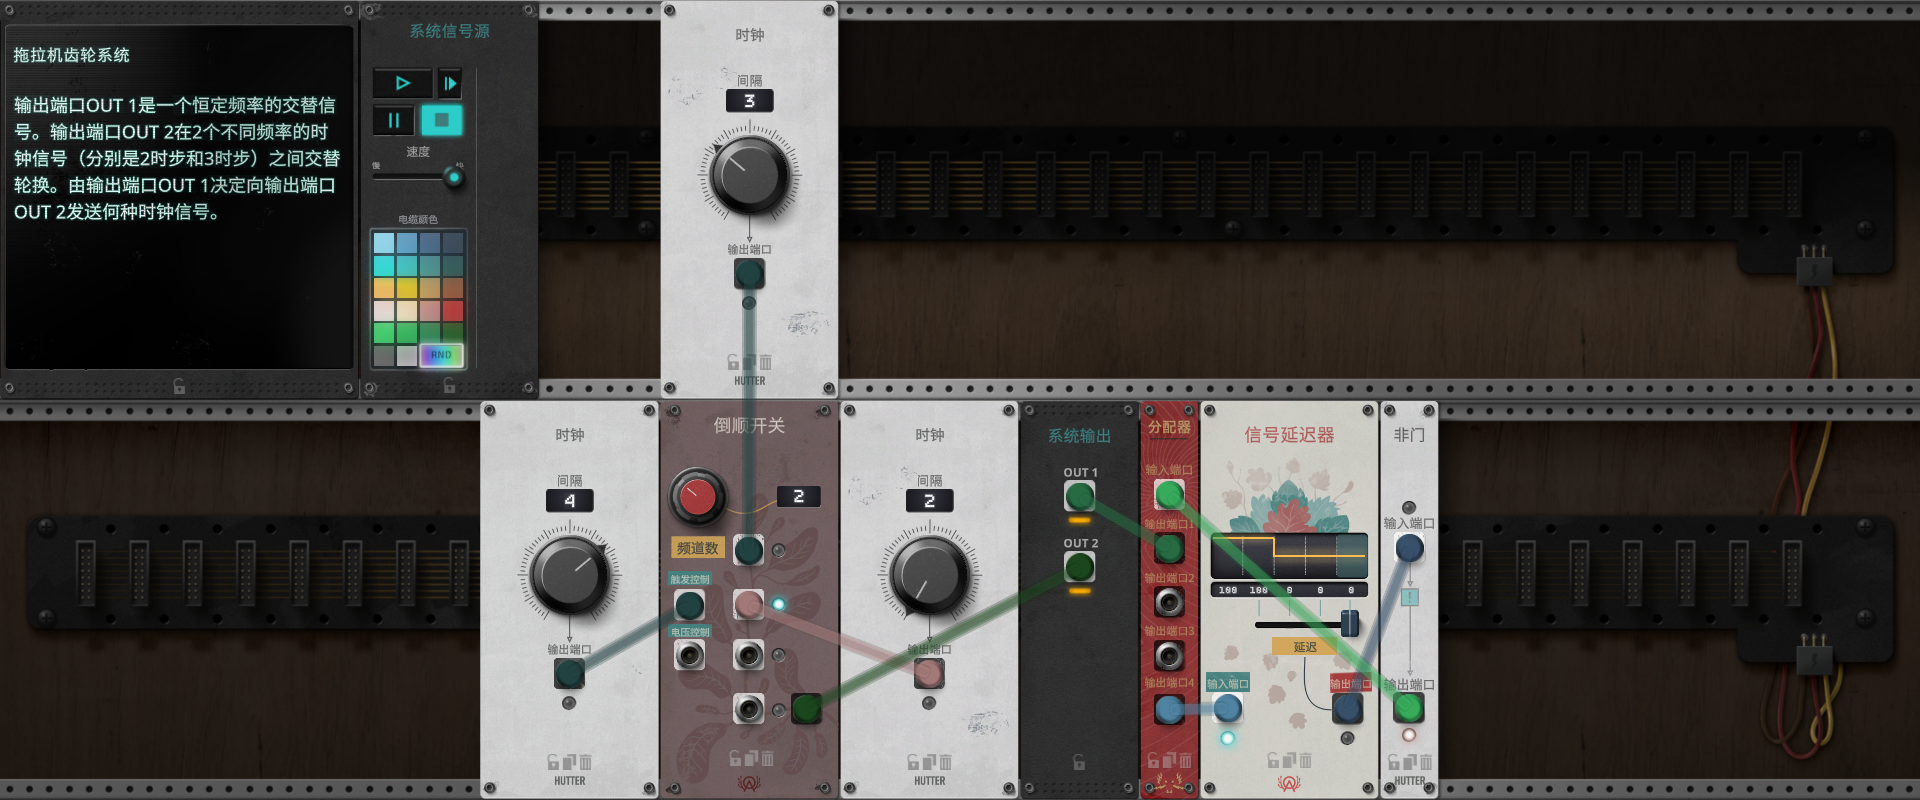 拖拉机齿轮系统
输出端口OUT 1是一个恒定频率的交替信
号。输出端口OUT 2在2个不同频率的时
钟信号（分别是2时步和3时步）之间交替
轮换。由输出端口OUT 1决定向输出端口
OUT 2发送何种时钟信号。
系统信号源
速度
慢
快
电缆颜色
RND
时钟
间隔
3
输出端口
HUTTER
时钟
间隔
4
输出端口
HUTTER
倒顺开关
2
频道数
触发控制
电压控制
时钟
间隔
2
输出端口
HUTTER
系统输出
OUT 1
OUT 2
分配器
输入端口
输出端口1
输出端口2
输出端口3
输出端口4
信号延迟器
100 100 0 0 0
延迟
输入端口
输出端口
非门
输入端口
!
输出端口
HUTTER